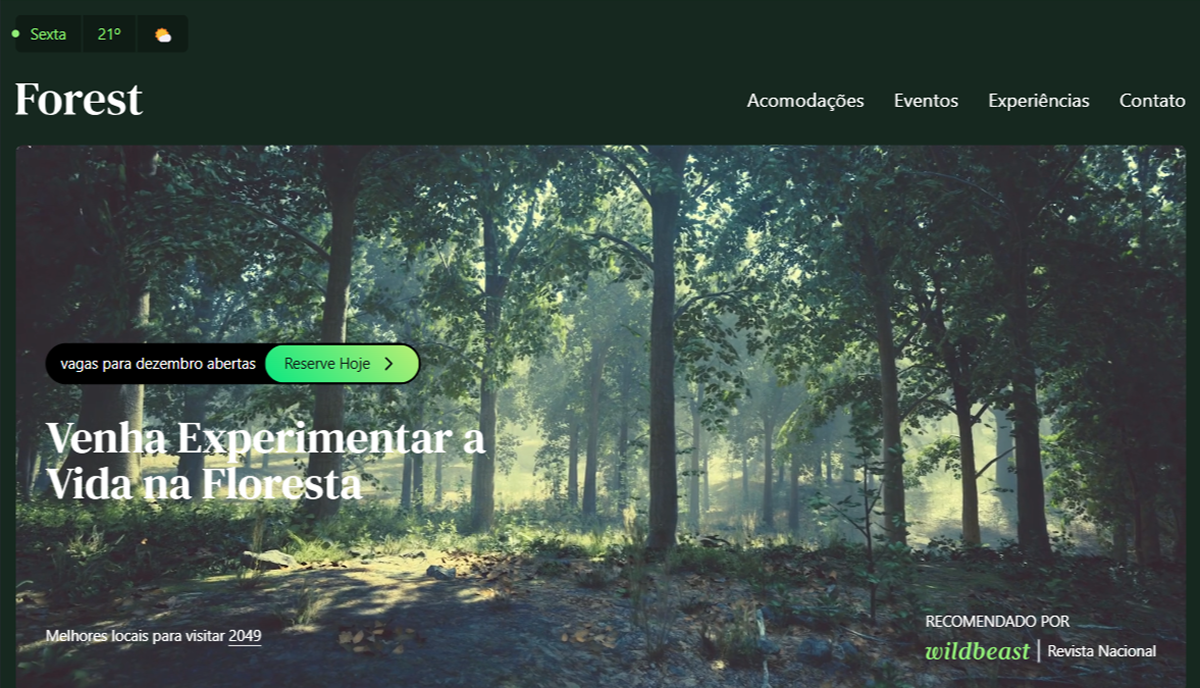 Sexta 21º
Forest
Acomodações Eventos Experiências Contato
vagas para dezembro abertas Reserve Hoje
Venha Experimentar a
Vida na Floresta
Melhores locais para visitar 2049
RECOMENDADO POR
wildbeast | Revista Nacional